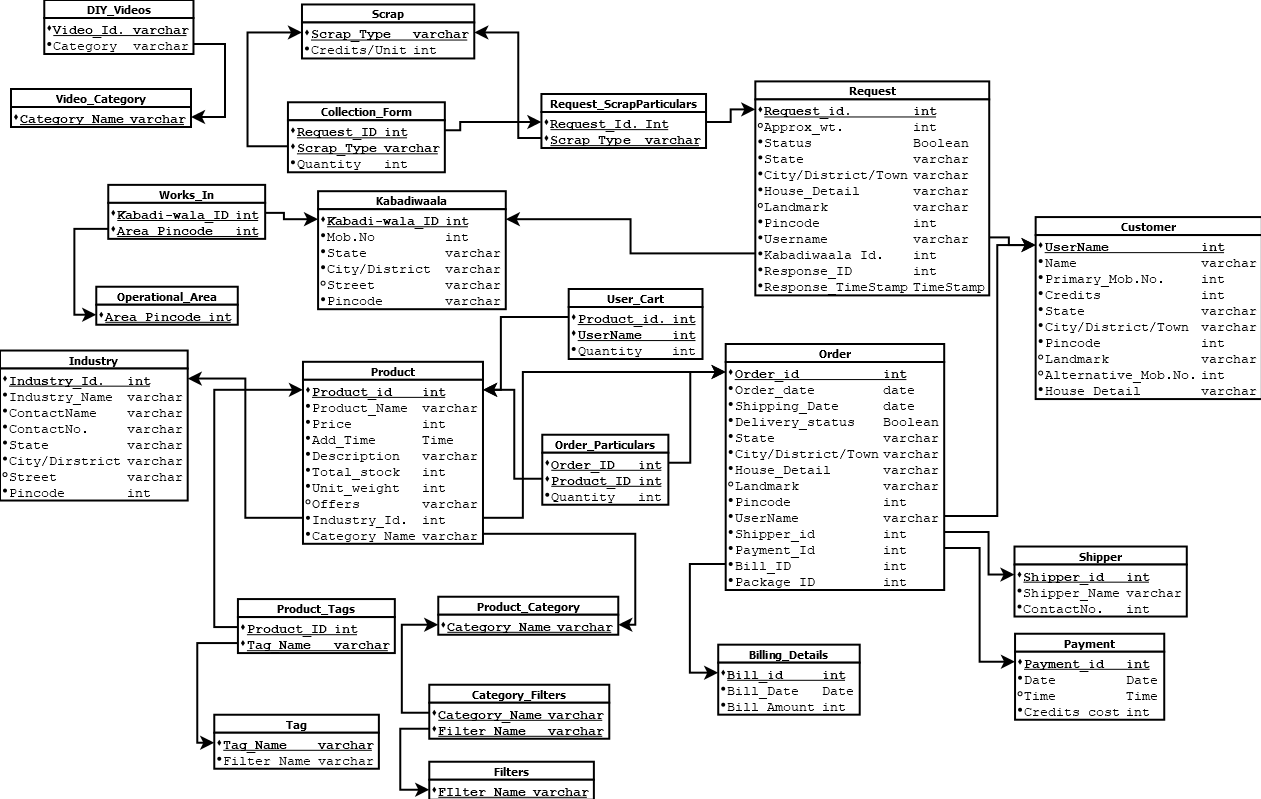 DIY_Videos
Video_Id. varchar
Category varchar
Video_Category
Category_Name varchar
Scrap
Scrap_Type varchar
Credits/Unit int
Collection_Form
Request_ID int
Scrap_Type varchar
Quantity int
Request_ScrapParticulars
Request_Id. Int
Scrap_Type varchar
Request
Request_id. int
Approx_wt. int
Status Boolean
State varchar
City/District/Town varchar
House_Detail varchar
Landmark varchar
Pincode int
Username varchar
Kabadiwaala Id. int
Response_ID int
Response_TimeStamp TimeStamp
Works_In
Kabadi-wala_ID int
Area_Pincode int
Kabadiwaala
Kabadi-wala_ID int
Mob.No int
State varchar
City/District varchar
Street varchar
Pincode varchar
Customer
UserName int
Name varchar
Primary_Mob.No. int
Credits int
State varchar
City/District/Town varchar
Pincode int
Landmark varchar
Alternative_Mob.No. int
House_Detail varchar
Operational_Area
Area_Pincode int
User_Cart
Product_id. int
UserName int
Quantity int
Industry
Industry_Id. int
Industry_Name varchar
ContactName varchar
ContactNo. varchar
State varchar
City/Dirstrict varchar
Street varchar
Pincode int
Product
Product_id int
Product_Name varchar
Price int
Add_Time Time
Description varchar
Total_stock int
Unit_weight int
Offers varchar
Industry_Id. int
Category_Name varchar
Order_Particulars
Order_ID int
Product_ID int
Quantity int
Order
Order_id int
Order_date date
Shipping_Date date
Delivery_status Boolean
State varchar
City/District/Town varchar
House_Detail varchar
Landmark varchar
Pincode int
UserName varchar
Shipper_id int
Payment_Id int
Bill_ID int
Package_ID int
Shipper
Shipper_id int
Shipper_Name varchar
ContactNo. int
Product_Tags
Product_ID int
Tag_Name varchar
Product_Category
Category_Name varchar
Billing_Details
Bill_id int
Bill_Date Date
Bill_Amount int
Payment
Payment_id int
Date Date
Time Time
Credits_cost int
Category_Filters
Category_Name varchar
Filter_Name varchar
Tag
Tag_Name varchar
Filter_Name varchar
Filters
FIlter_Name varchar